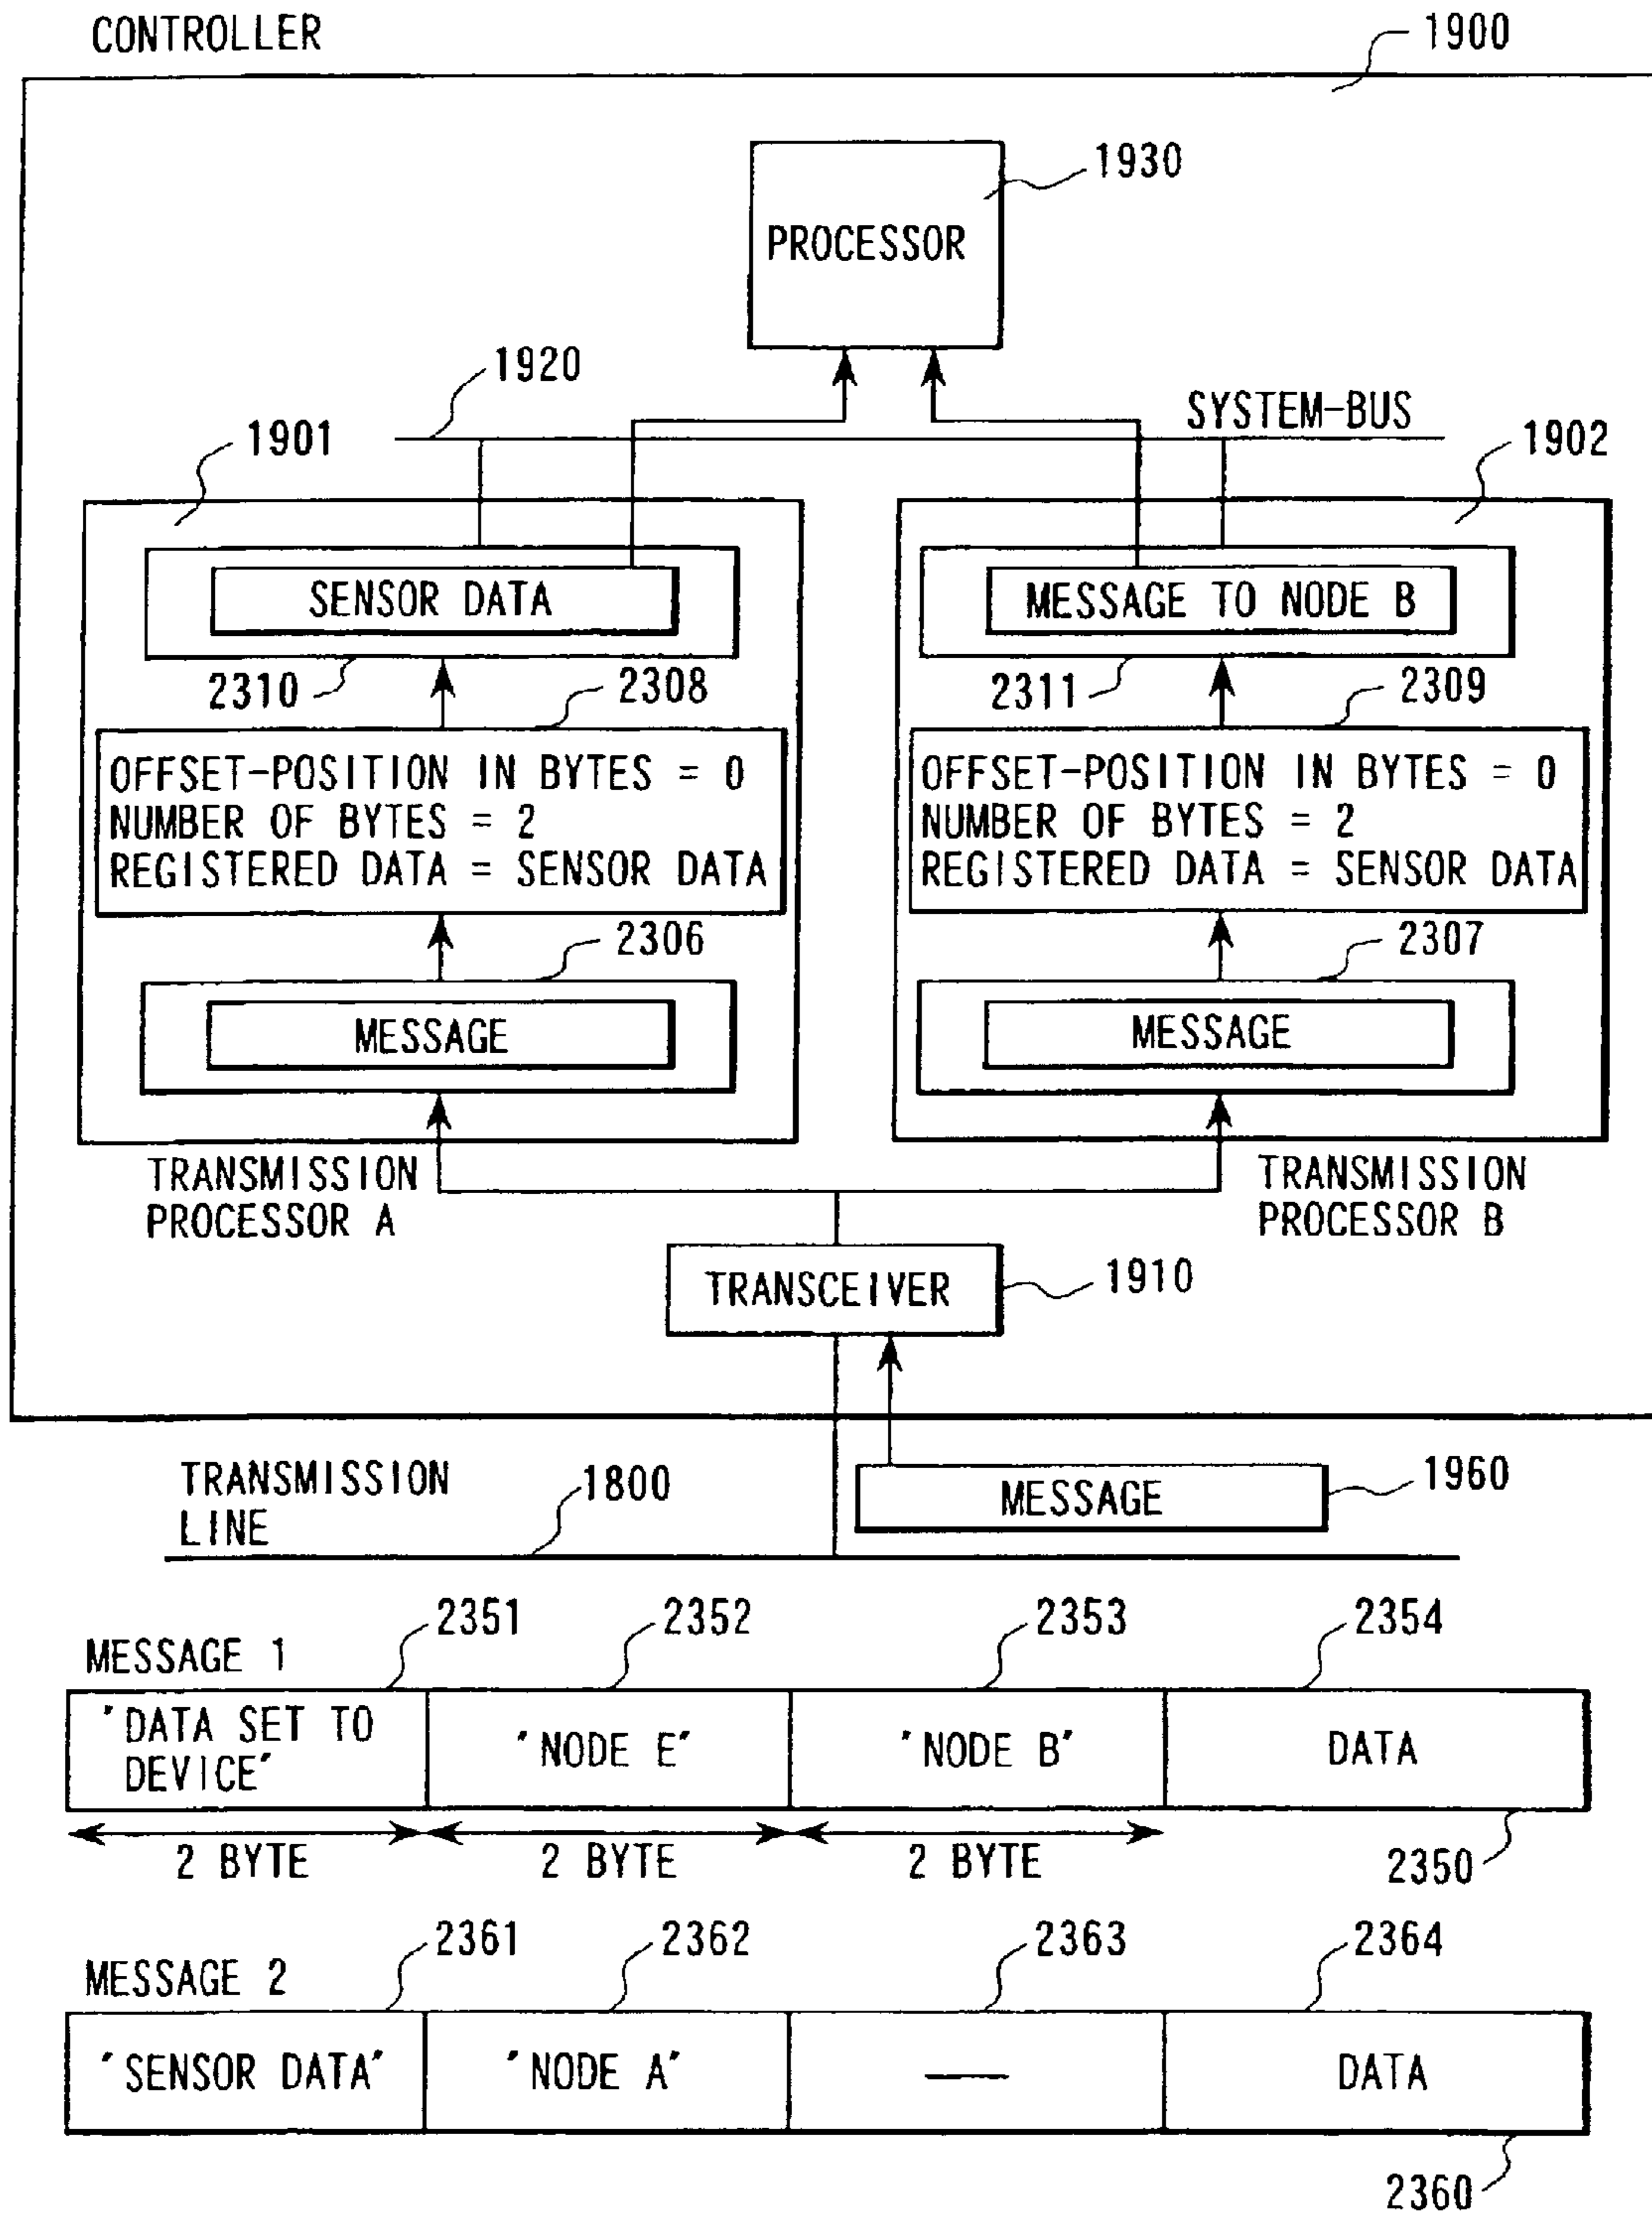 CONTROLLER
1900
1930
PROCESSOR
1920
SYSTEM-BUS
1901
1902
SENSOR DATA
MESSAGE TO NODE B
2310
2308
2311
2309
OFFSET-POSITION IN BYTES = 0
NUMBER OF BYTES = 2
REGISTERED DATA = SENSOR DATA
OFFSET-POSITION IN BYTES = 0
NUMBER OF BYTES = 2
REGISTERED DATA = SENSOR DATA
2306
2307
MESSAGE
MESSAGE
TRANSMISSION
PROCESSOR A
TRANSMISSION
PROCESSOR B
TRANSCEIVER
1910
TRANSMISSION
LINE
1800
MESSAGE
1960
MESSAGE 1
2351
2352
2353
2354
'DATA SET TO
DEVICE'
'NODE E'
'NODE B'
DATA
2 BYTE
2 BYTE
2 BYTE
2350
MESSAGE 2
2361
2362
2363
2364
'SENSOR DATA'
'NODE A'
—
DATA
2360